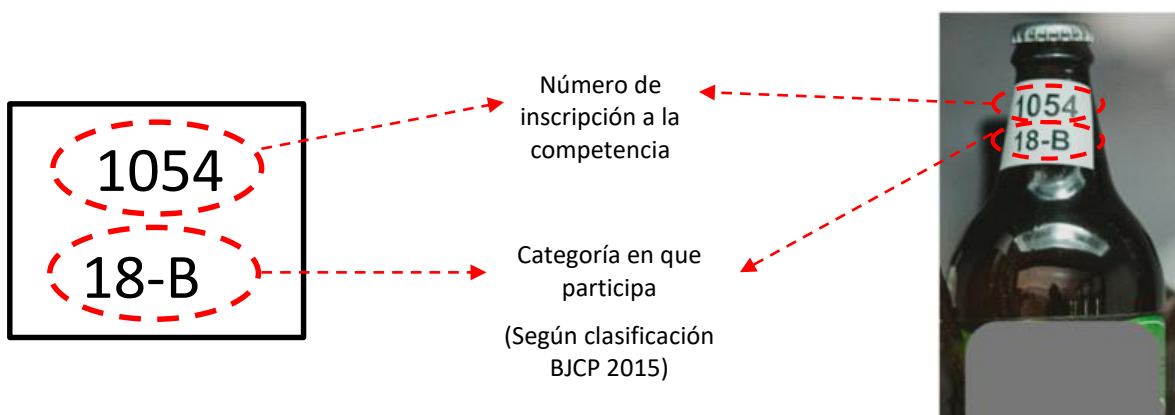 1054
18-B
Número de
inscripción a la
competencia
Categoría en que
participa
(Según clasificación
BJCP 2015)
1054
18-B